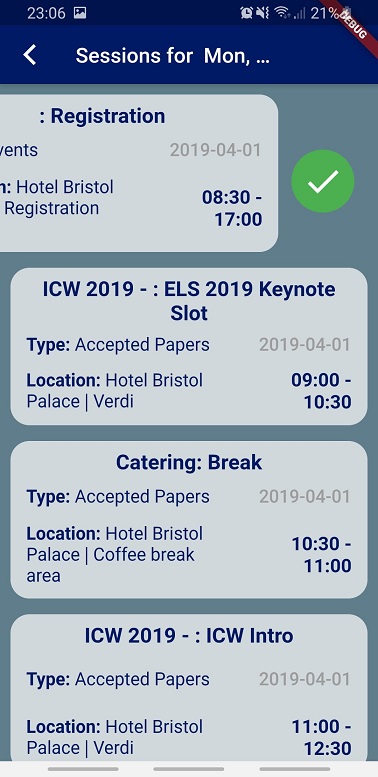 23:06 21%
DEBUG
Sessions for Mon, ...
: Registration
vents 2019-04-01
n: Hotel Bristol
Registration
08:30 -
17:00
ICW 2019 - : ELS 2019 Keynote
Slot
Type: Accepted Papers 2019-04-01
Location: Hotel Bristol
Palace | Verdi
09:00 -
10:30
Catering: Break
Type: Accepted Papers 2019-04-01
Location: Hotel Bristol
Palace | Coffee break
area
10:30 -
11:00
ICW 2019 - : ICW Intro
Type: Accepted Papers 2019-04-01
Location: Hotel Bristol
Palace | Verdi
11:00 -
12:30